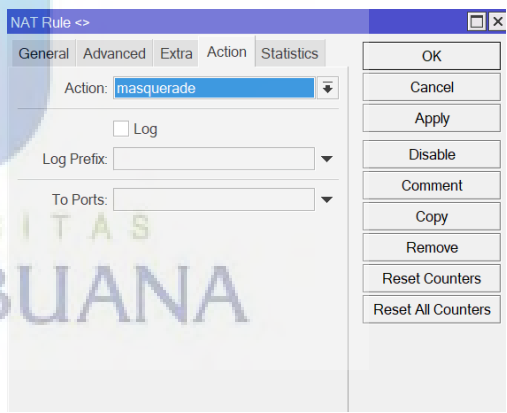 NAT Rule <>
General Advanced Extra Action Statistics
Action: masquerade
Log
Log Prefix:
To Ports:
OK
Cancel
Apply
Disable
Comment
Copy
Remove
Reset Counters
Reset All Counters
I T A S
BUANA